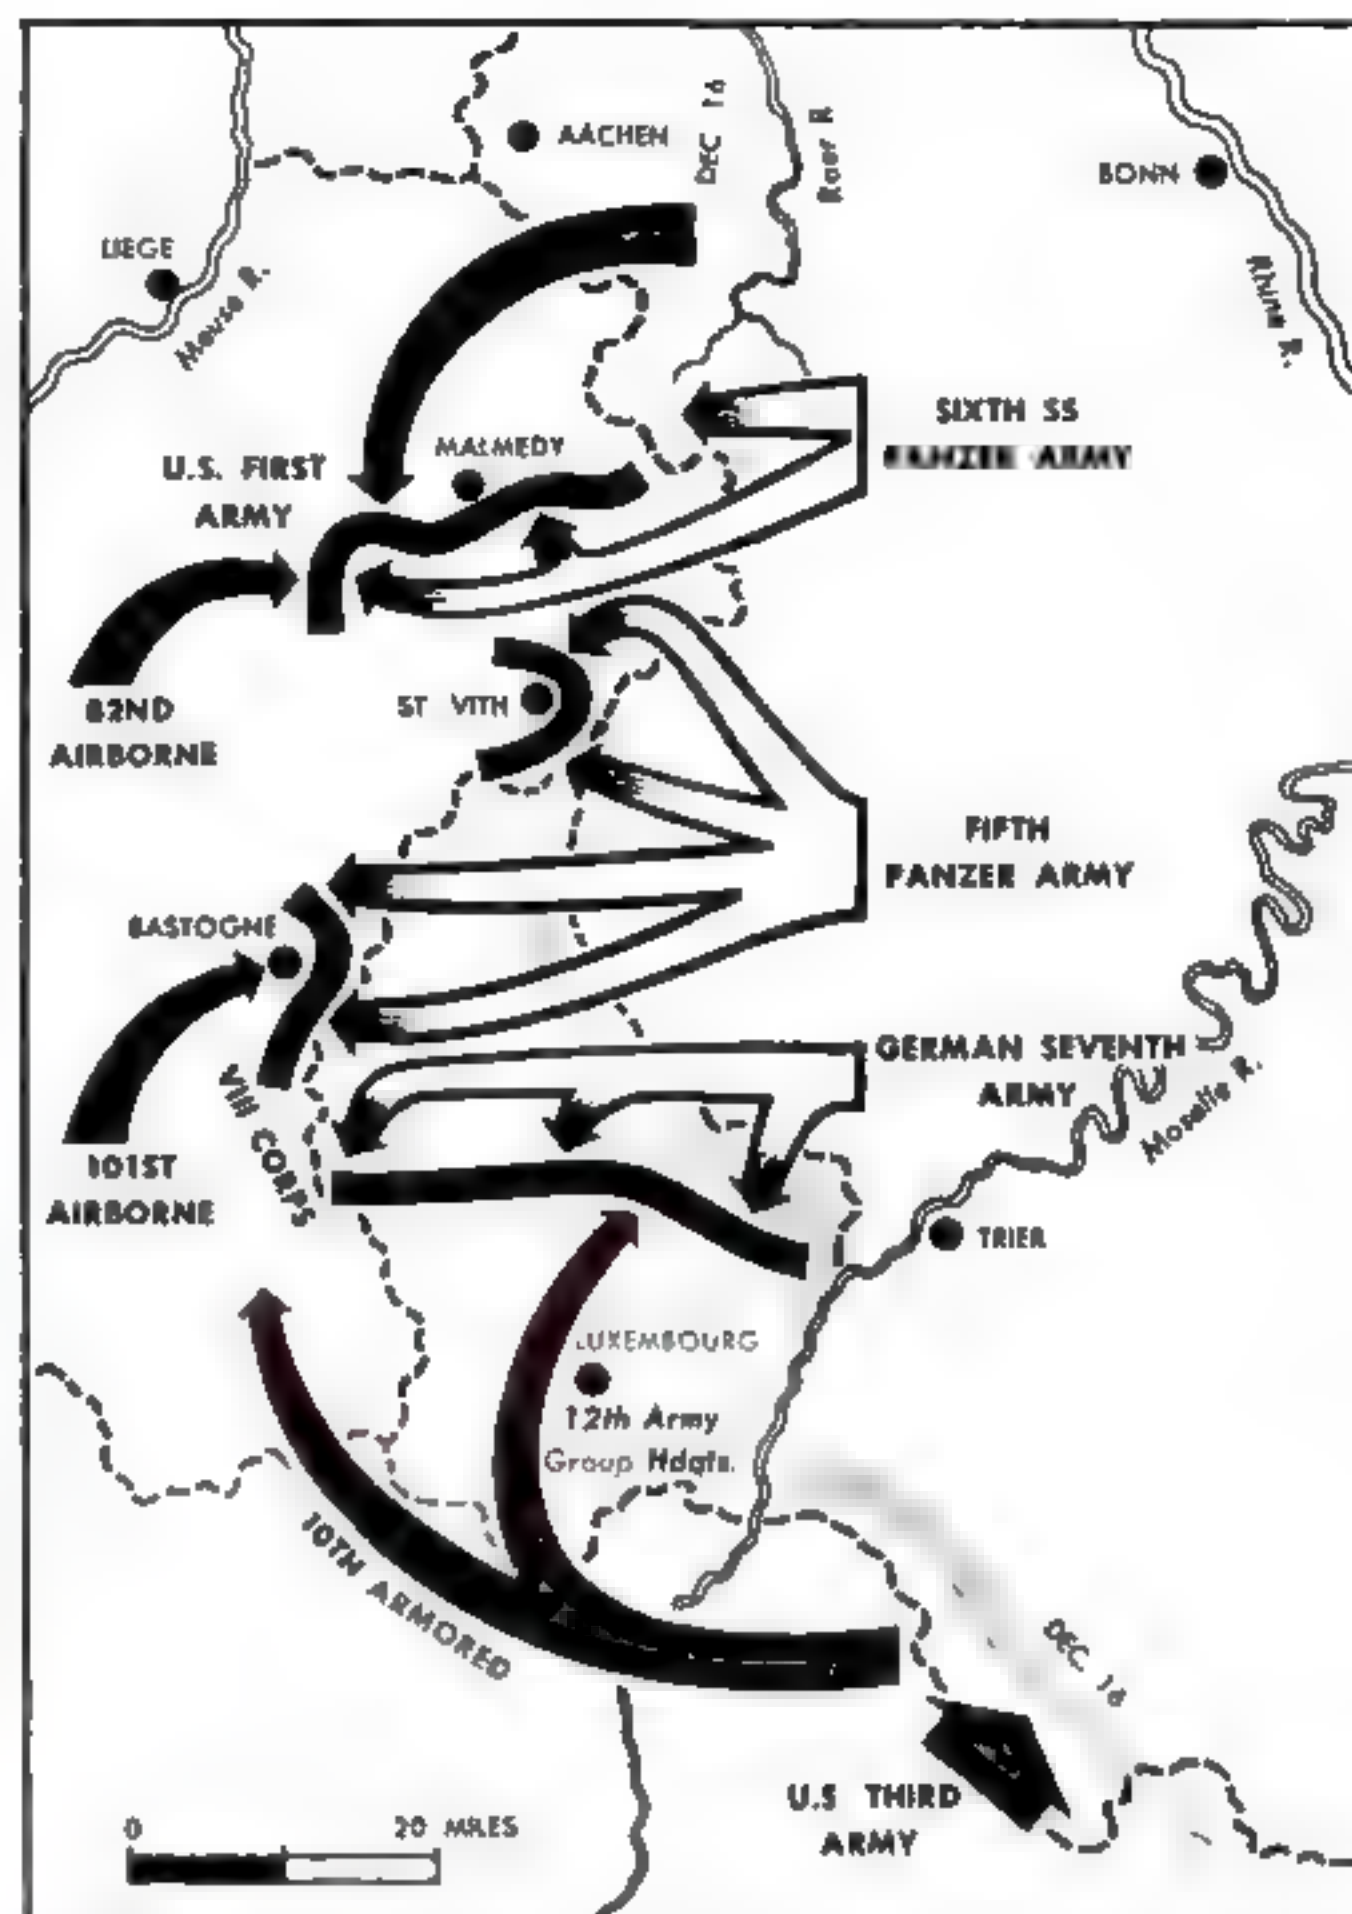 AACHEN
DEC 16
Roer R.
BONN
LIEGE
Meuse R.
Rhine R.
SIXTH SS
PANZER ARMY
MALMEDY
U.S. FIRST
ARMY
82ND
AIRBORNE
ST VITH
FIFTH
PANZER ARMY
BASTOGNE
GERMAN SEVENTH
ARMY
Moselle R.
VIII CORPS
101ST
AIRBORNE
TRIER
LUXEMBOURG
12th Army
Group Hdqts.
10TH ARMORED
DEC. 16
U.S THIRD
ARMY
0 20 MILES